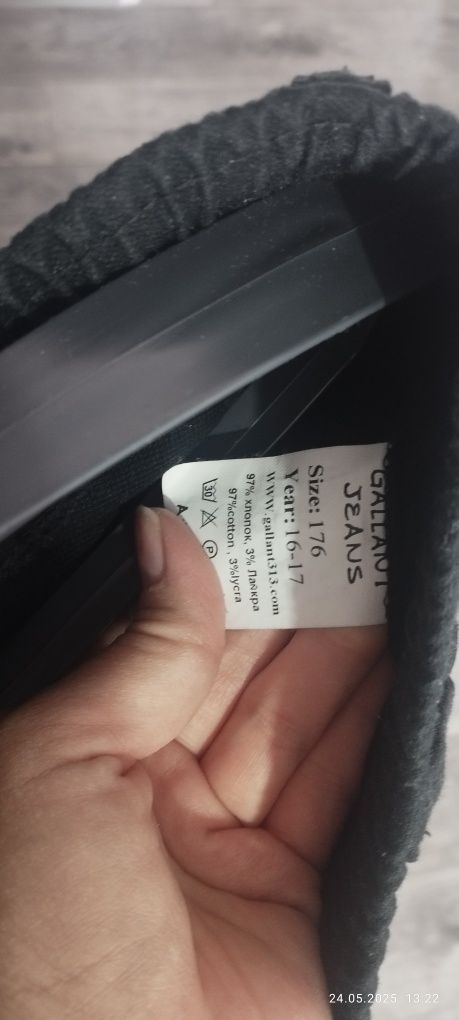 GALLANT
JEANS
Size: 176
Year: 16-17
www.gallant313.com
97% хлопок, 3% Лайкра
97%cotton , 3%lycra
30 P
A
24.05.2025 13:22